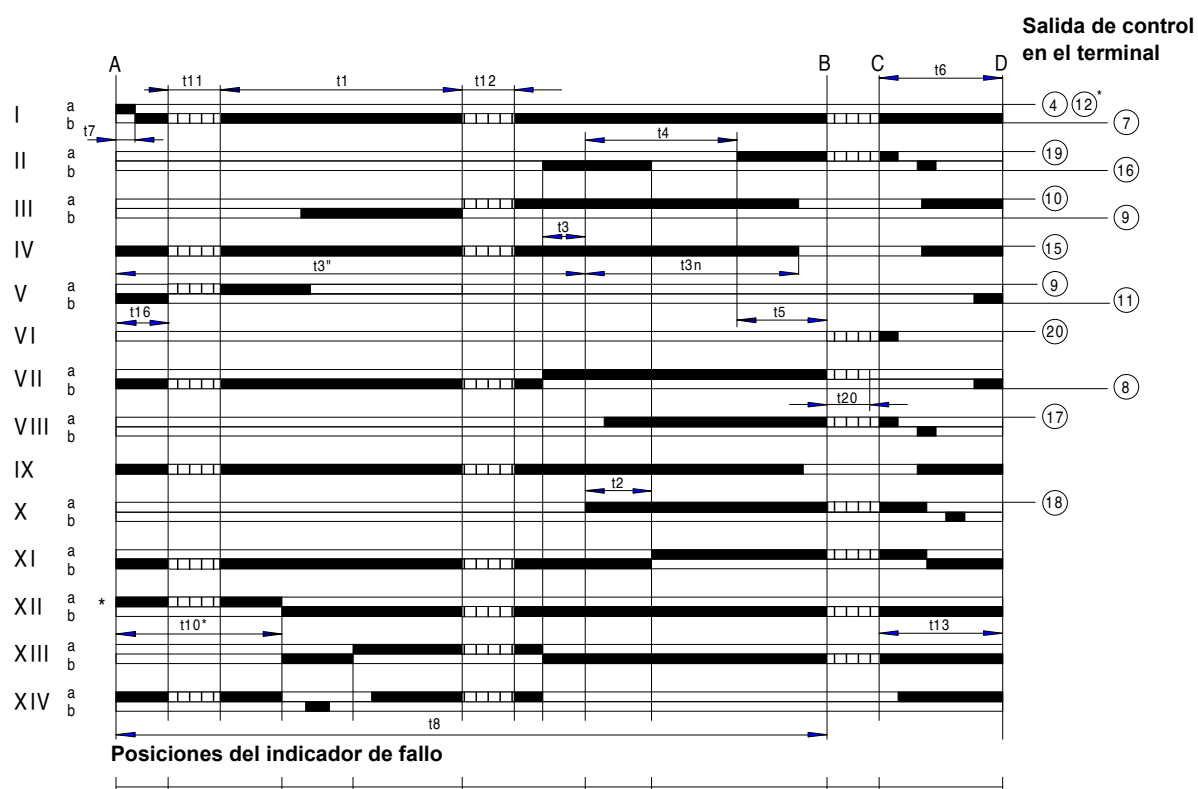 Salida de control
en el terminal
A B C D
t11 t1 t12 t6
I a b 4 12* 7
t7 t4
II a b 19 16
III a b 10 9
t3
IV 15
t3" t3n
V a b 9 11
t16 t5
VI 20
VII a b 8
t20
VIII a b 17
IX
t2
X a b 18
XI a b
XII a b *
t10* t13
XIII a b
XIV a b
t8
Posiciones del indicador de fallo